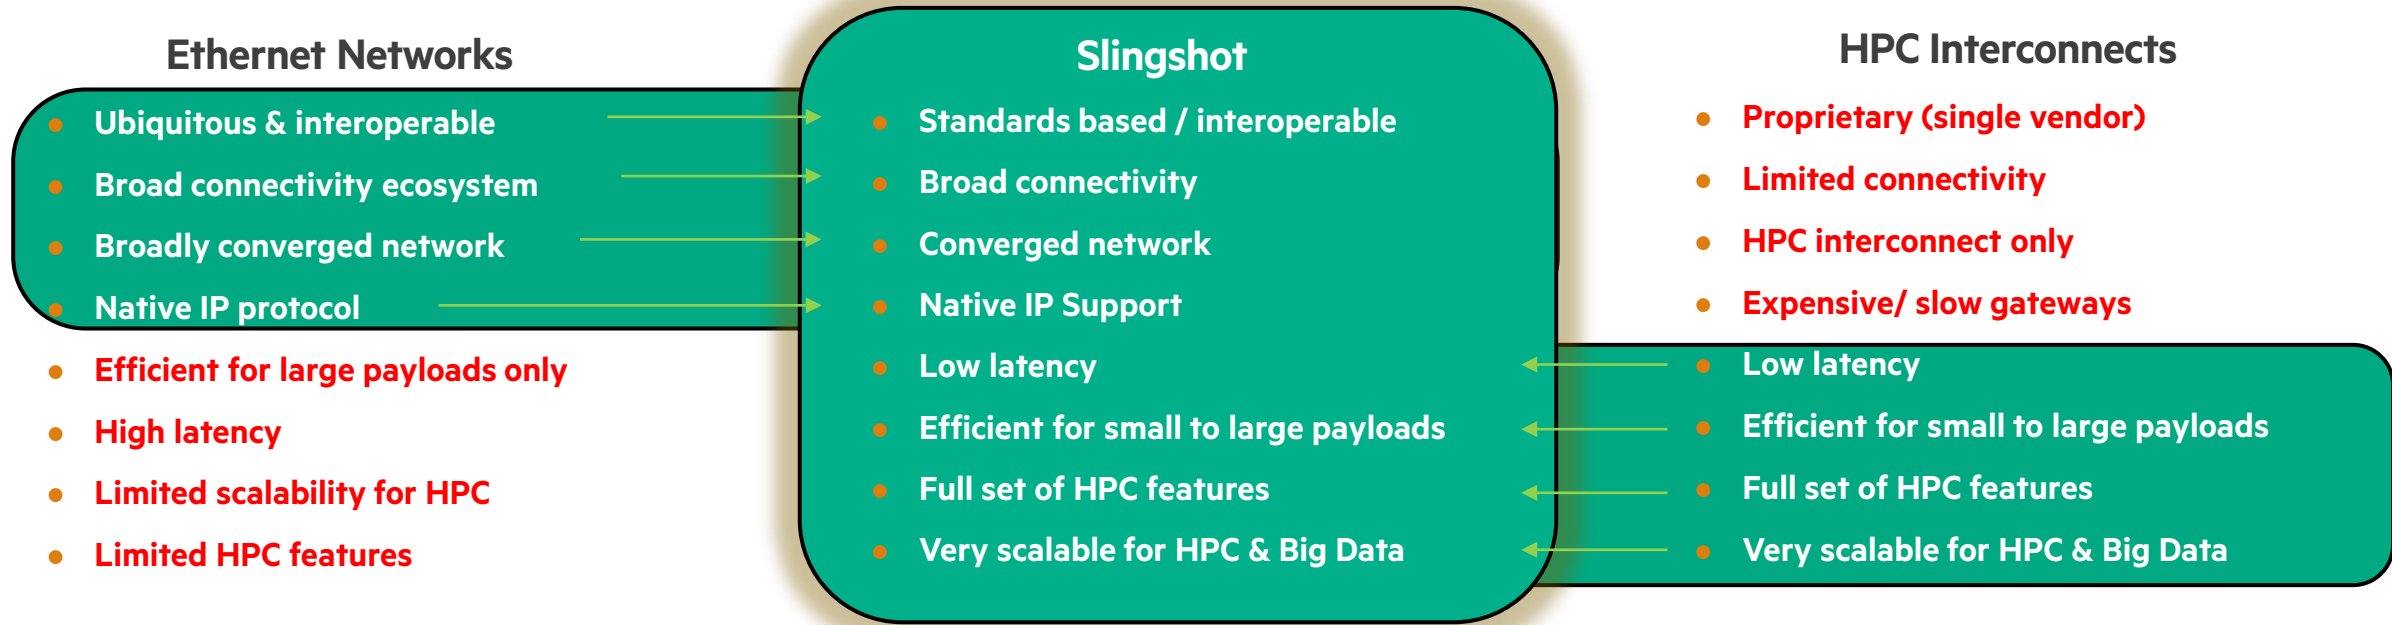 Ethernet Networks
Ubiquitous & interoperable
Broad connectivity ecosystem
Broadly converged network
Native IP protocol
Efficient for large payloads only
High latency
Limited scalability for HPC
Limited HPC features
Slingshot
Standards based / interoperable
Broad connectivity
Converged network
Native IP Support
Low latency
Efficient for small to large payloads
Full set of HPC features
Very scalable for HPC & Big Data
HPC Interconnects
Proprietary (single vendor)
Limited connectivity
HPC interconnect only
Expensive/ slow gateways
Low latency
Efficient for small to large payloads
Full set of HPC features
Very scalable for HPC & Big Data